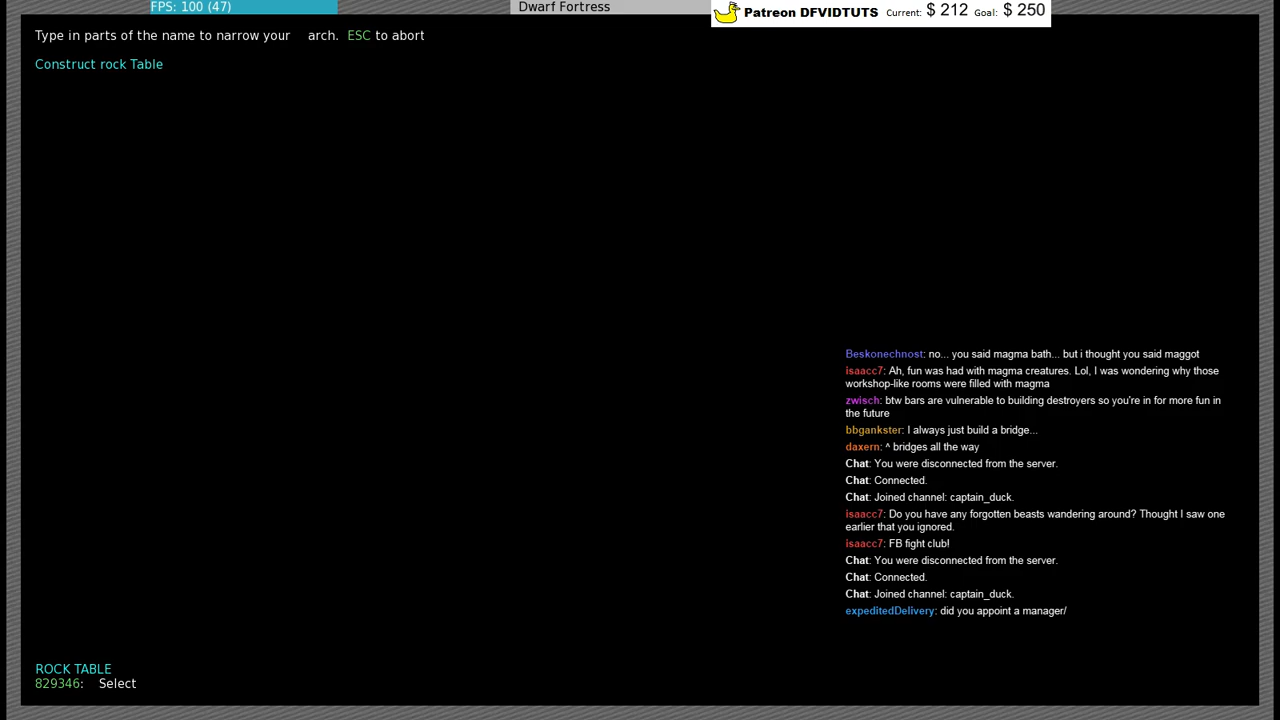 FPS: 100 (47)
Dwarf Fortress
Patreon DFVIDTUTS Current: $ 212 Goal: $ 250
Type in parts of the name to narrow your arch. ESC to abort
Construct rock Table
Beskonechnost: no... you said magma bath... but i thought you said maggot
isaacc7: Ah, fun was had with magma creatures. Lol, I was wondering why those
workshop-like rooms were filled with magma
zwisch: btw bars are vulnerable to building destroyers so you're in for more fun in
the future
bbgankster: I always just build a bridge...
daxern: ^ bridges all the way
Chat: You were disconnected from the server.
Chat: Connected.
Chat: Joined channel: captain_duck.
isaacc7: Do you have any forgotten beasts wandering around? Thought I saw one
earlier that you ignored.
isaacc7: FB fight club!
Chat: You were disconnected from the server.
Chat: Connected.
Chat: Joined channel: captain_duck.
expeditedDelivery: did you appoint a manager/
ROCK TABLE
829346: Select